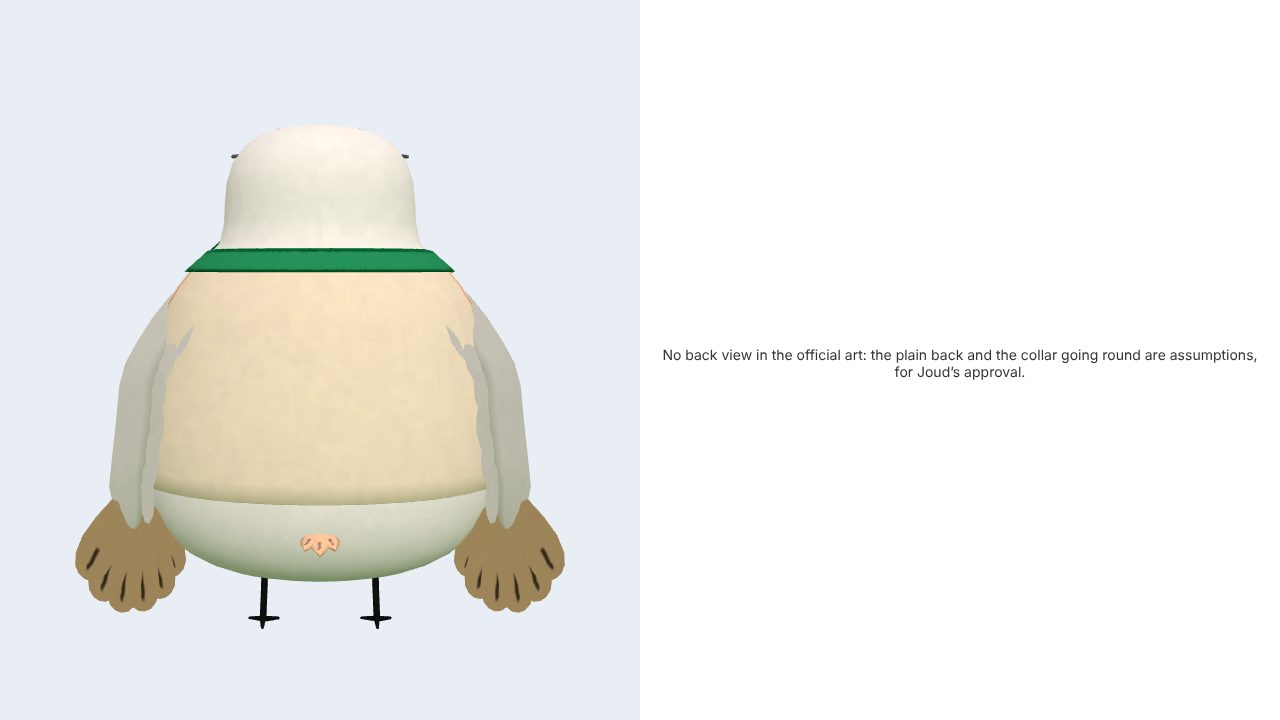 No back view in the official art: the plain back and the collar going round are assumptions,
for Joud’s approval.